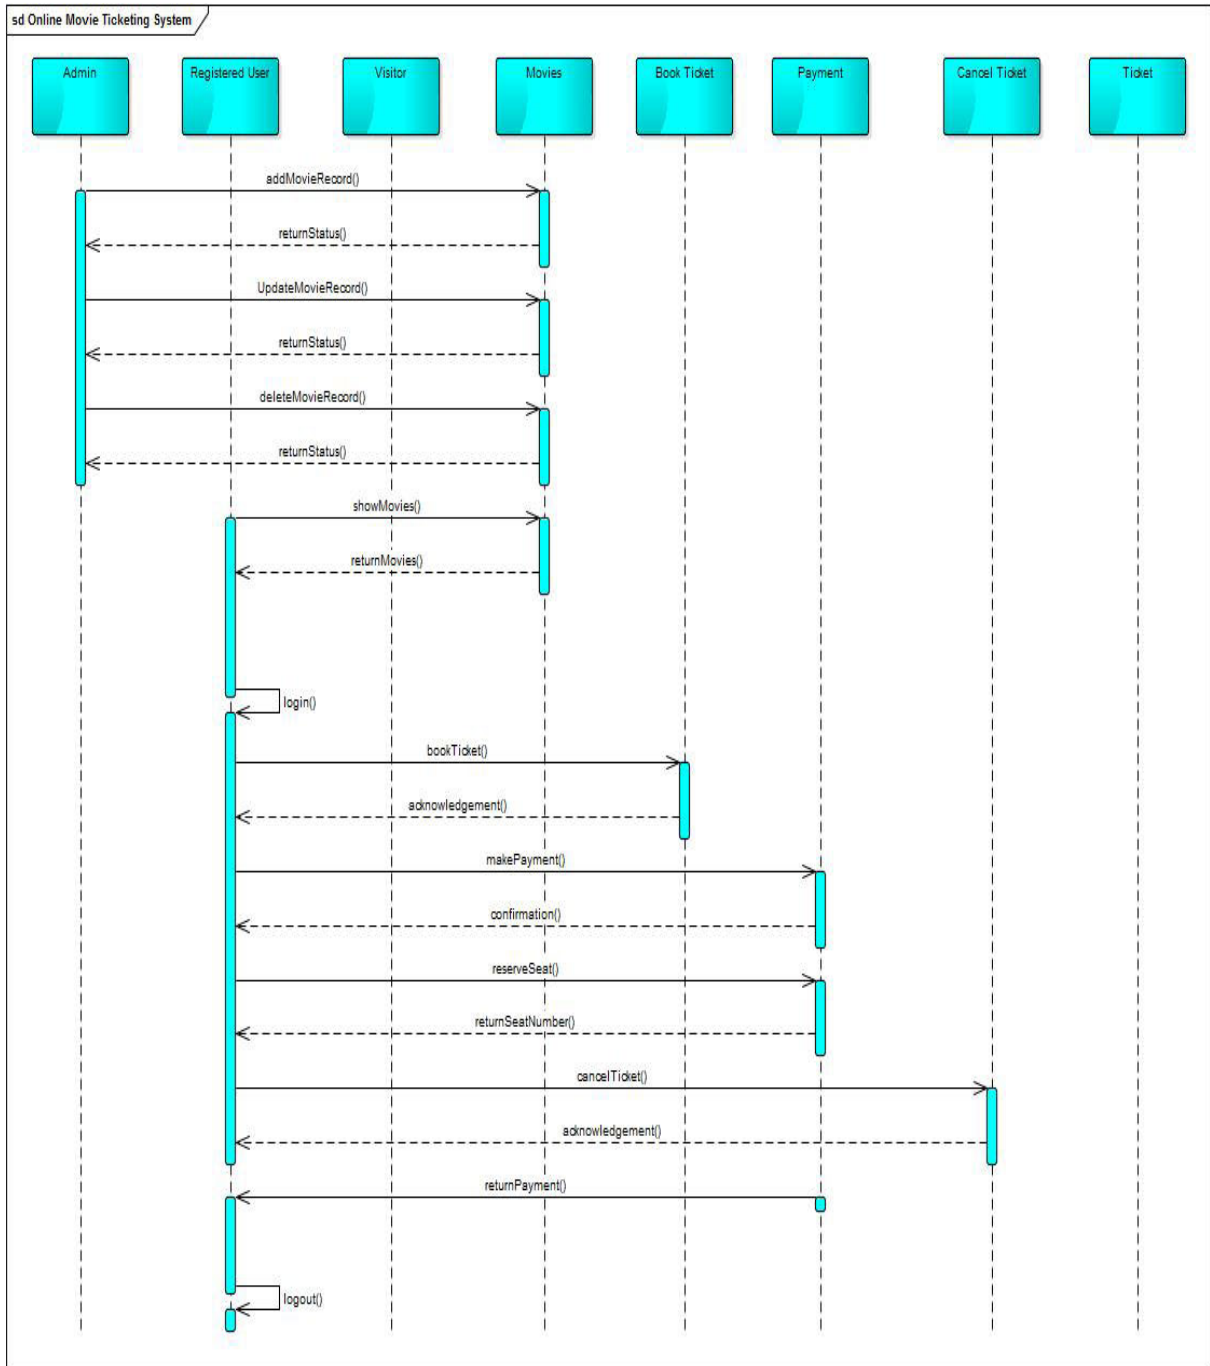 sd Online Movie Ticketing System
Admin
Registered User
Visitor
Movies
Book Ticket
Payment
Cancel Ticket
Ticket
addMovieRecord()
returnStatus()
UpdateMovieRecord()
returnStatus()
deleteMovieRecord()
returnStatus()
showMovies()
returnMovies()
login()
bookTicket()
acknowledgement()
makePayment()
confirmation()
reserveSeat()
returnSeatNumber()
cancelTicket()
acknowledgement()
returnPayment()
logout()